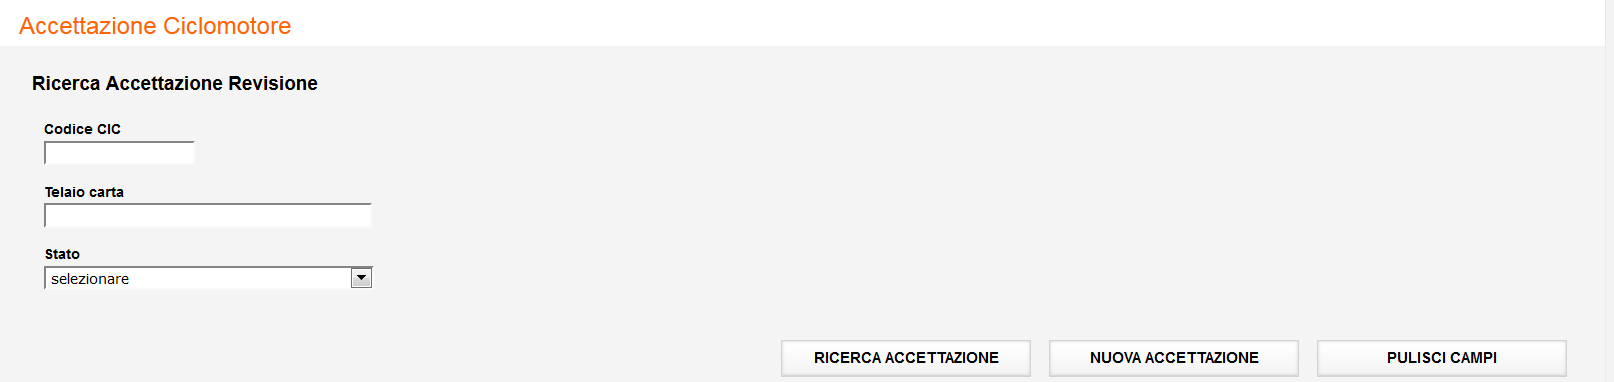 Accettazione Ciclomotore
Ricerca Accettazione Revisione
Codice CIC
Telaio carta
Stato
selezionare
RICERCA ACCETTAZIONE
NUOVA ACCETTAZIONE
PULISCI CAMPI